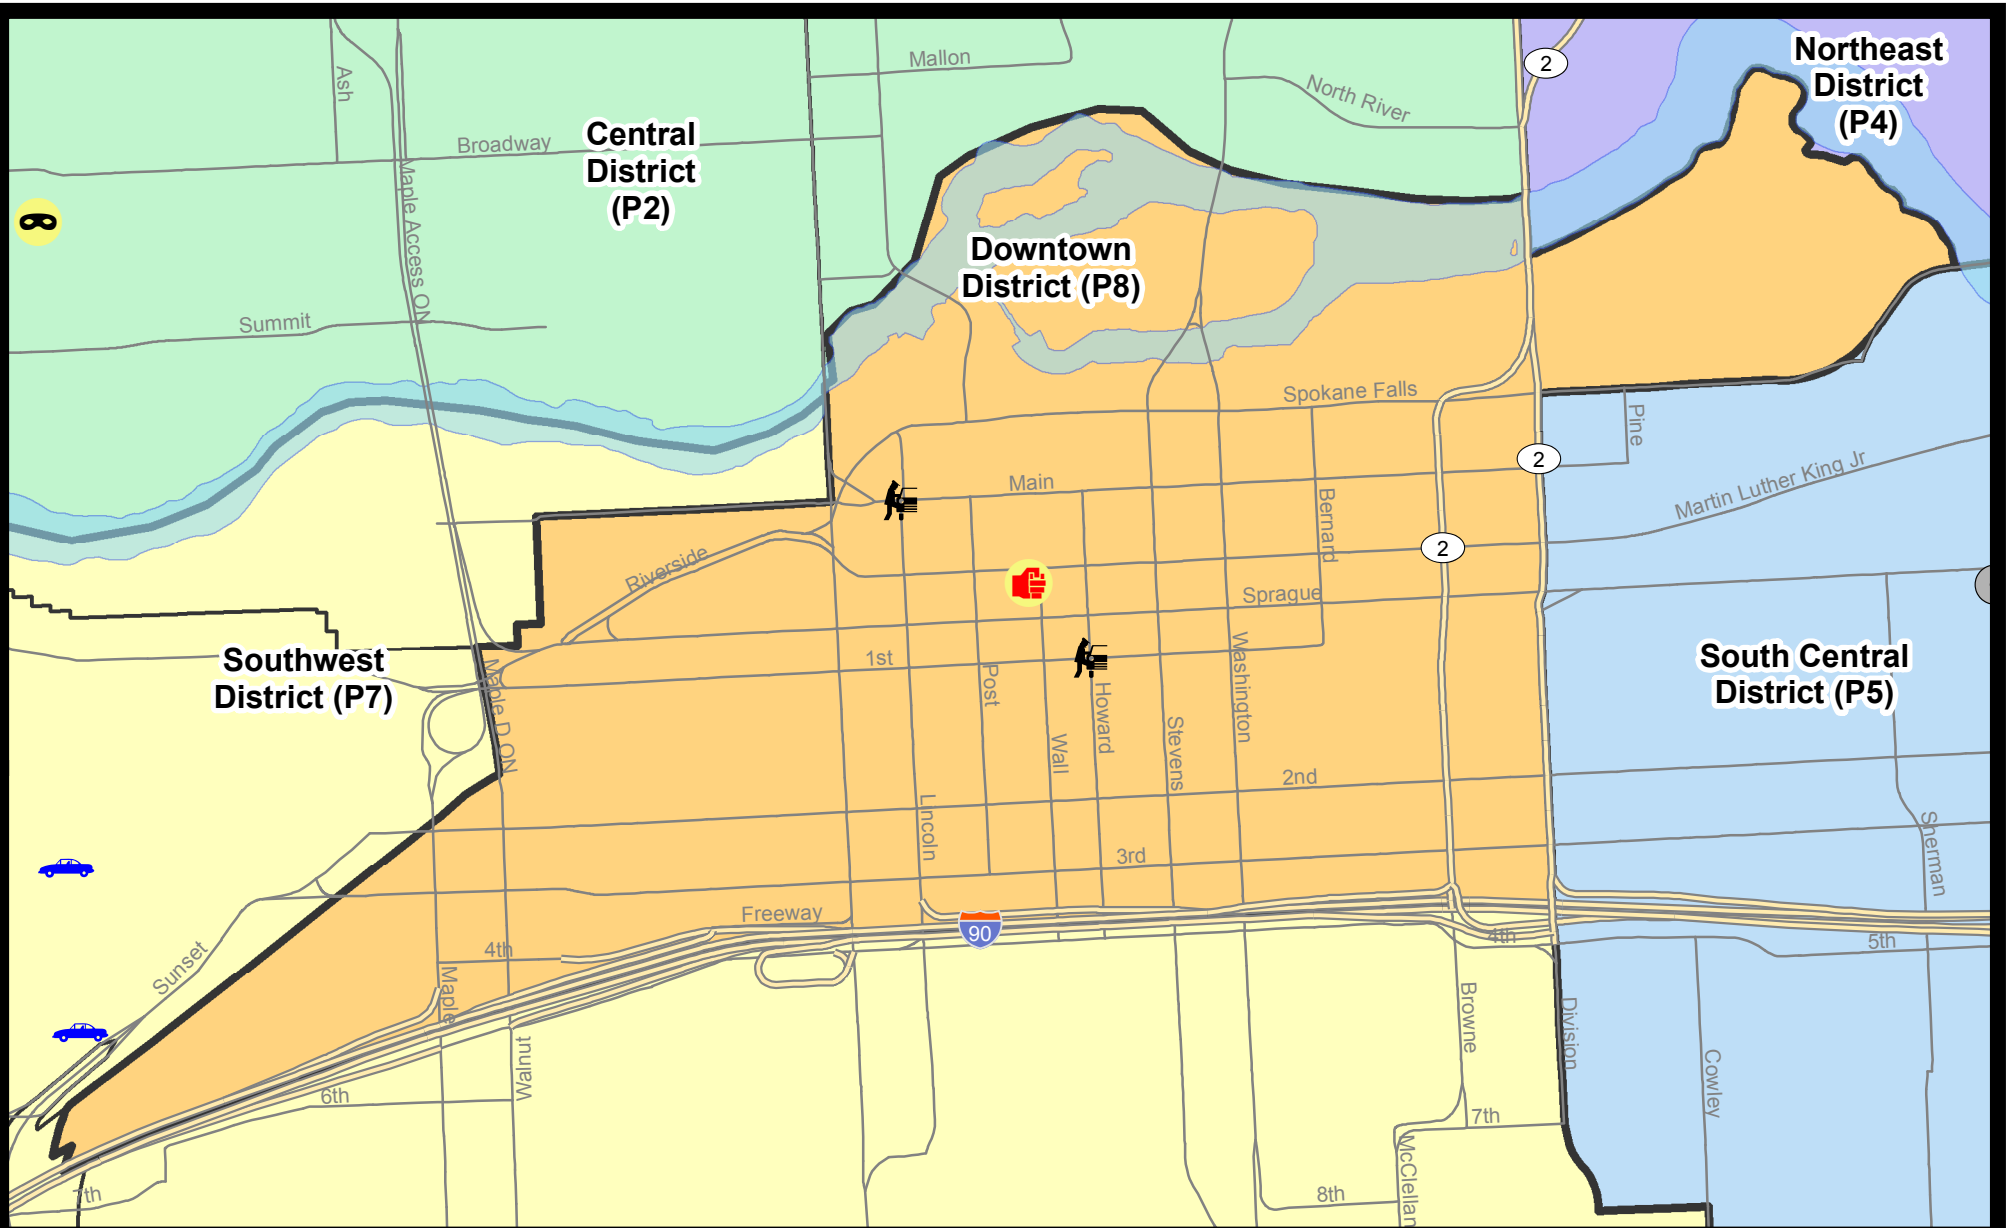 Mallon
2
Northeast
District
(P4)
Ash
North River
Broadway
Central
District
(P2)
Maple Access ON
Downtown
District (P8)
Summit
Spokane Falls
Pine
2
Martin Luther King Jr
Main
Bernard
2
Riverside
Sprague
Southwest
District (P7)
1st
Washington
South Central
District (P5)
Maple D ON
Post
Howard
Wall
Stevens
2nd
Lincoln
Sherman
3rd
Freeway
90
4th
4th
5th
Sunset
Maple
Browne
Division
Walnut
Cowley
6th
7th
McClellan
7th
8th